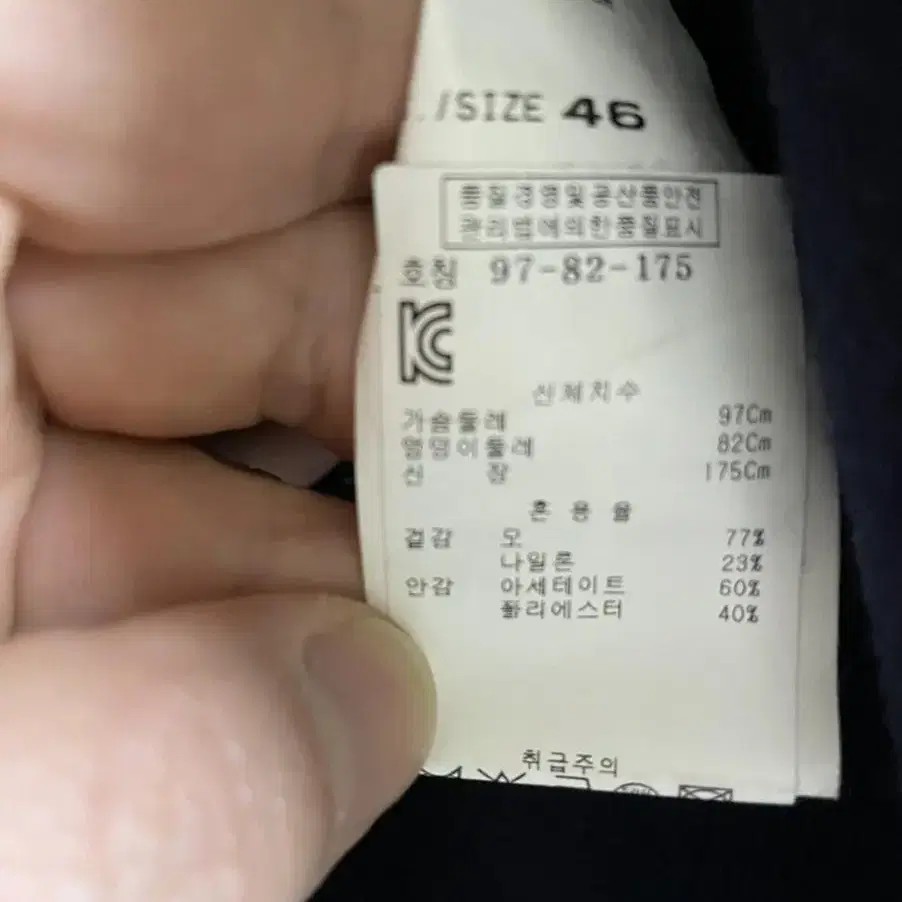 /SIZE 46
품질경영및공산품안전
관리법에의한품질표시
호칭 97-82-175
KC
신체치수
가슴둘레 97Cm
엉덩이둘레 82Cm
신 장 175Cm
혼 용 율
겉감 모 77%
나일론 23%
안감 아세테이트 60%
폴리에스터 40%
취급주의